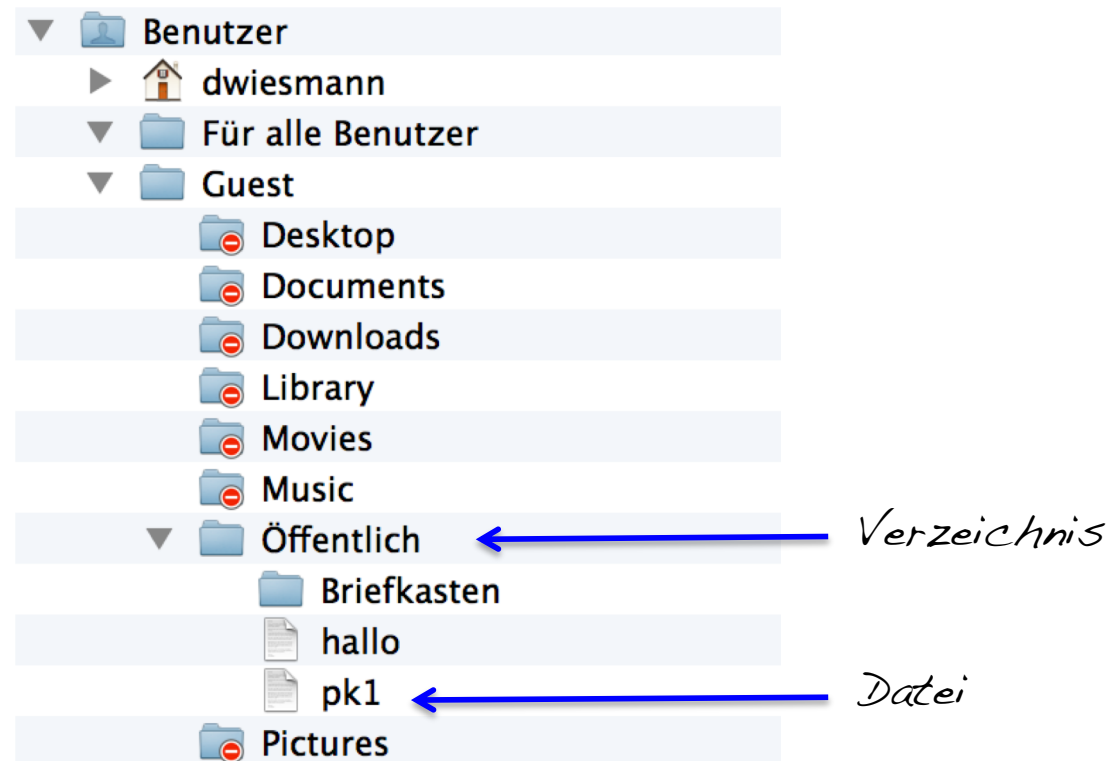 Benutzer
dwiesmann
Für alle Benutzer
Guest
Desktop
Documents
Downloads
Library
Movies
Music
Öffentlich Verzeichnis
Briefkasten
hallo
pk1 Datei
Pictures